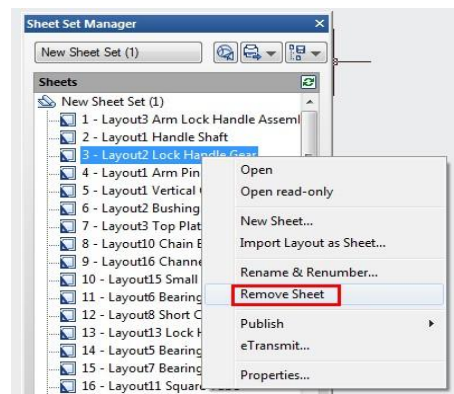 Sheet Set Manager
New Sheet Set (1)
Sheets
New Sheet Set (1)
1 - Layout3 Arm Lock Handle Asseml
2 - Layout1 Handle Shaft
3 - Layout2 Lock Handle Gear
4 - Layout1 Arm Pin
5 - Layout1 Vertical
6 - Layout2 Bushing
7 - Layout3 Top Plat
8 - Layout10 Chain
9 - Layout16 Channe
10 - Layout15 Small
11 - Layout6 Bearing
12 - Layout8 Short C
13 - Layout13 Lock H
14 - Layout5 Bearing
15 - Layout7 Bearing
16 - Layout11 Square
Open
Open read-only
New Sheet...
Import Layout as Sheet...
Rename & Renumber...
Remove Sheet
Publish
eTransmit...
Properties...